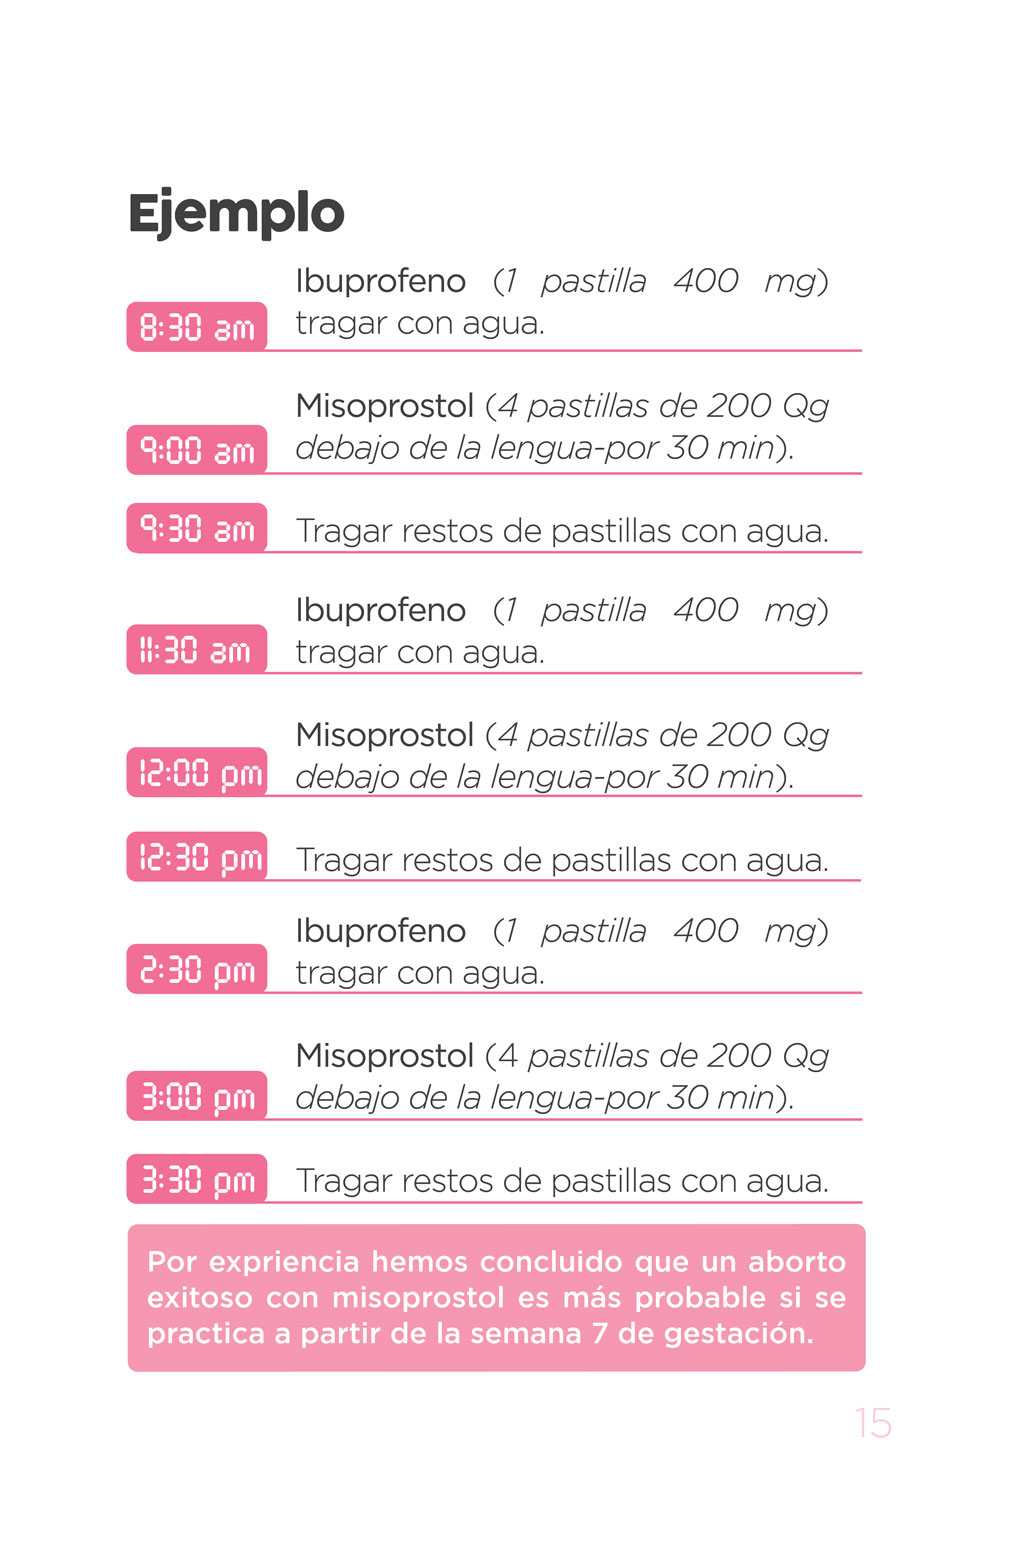 Ejemplo
Ibuprofeno (1 pastilla 400 mg)
8:30 am tragar con agua.
Misoprostol (4 pastillas de 200 Qg
9:00 am debajo de la lengua-por 30 min).
9:30 am Tragar restos de pastillas con agua.
Ibuprofeno (1 pastilla 400 mg)
11:30 am tragar con agua.
Misoprostol (4 pastillas de 200 Qg
12:00 pm debajo de la lengua-por 30 min).
12:30 pm Tragar restos de pastillas con agua.
Ibuprofeno (1 pastilla 400 mg)
2:30 pm tragar con agua.
Misoprostol (4 pastillas de 200 Qg
3:00 pm debajo de la lengua-por 30 min).
3:30 pm Tragar restos de pastillas con agua.
Por expriencia hemos concluido que un aborto
exitoso con misoprostol es más probable si se
practica a partir de la semana 7 de gestación.
15